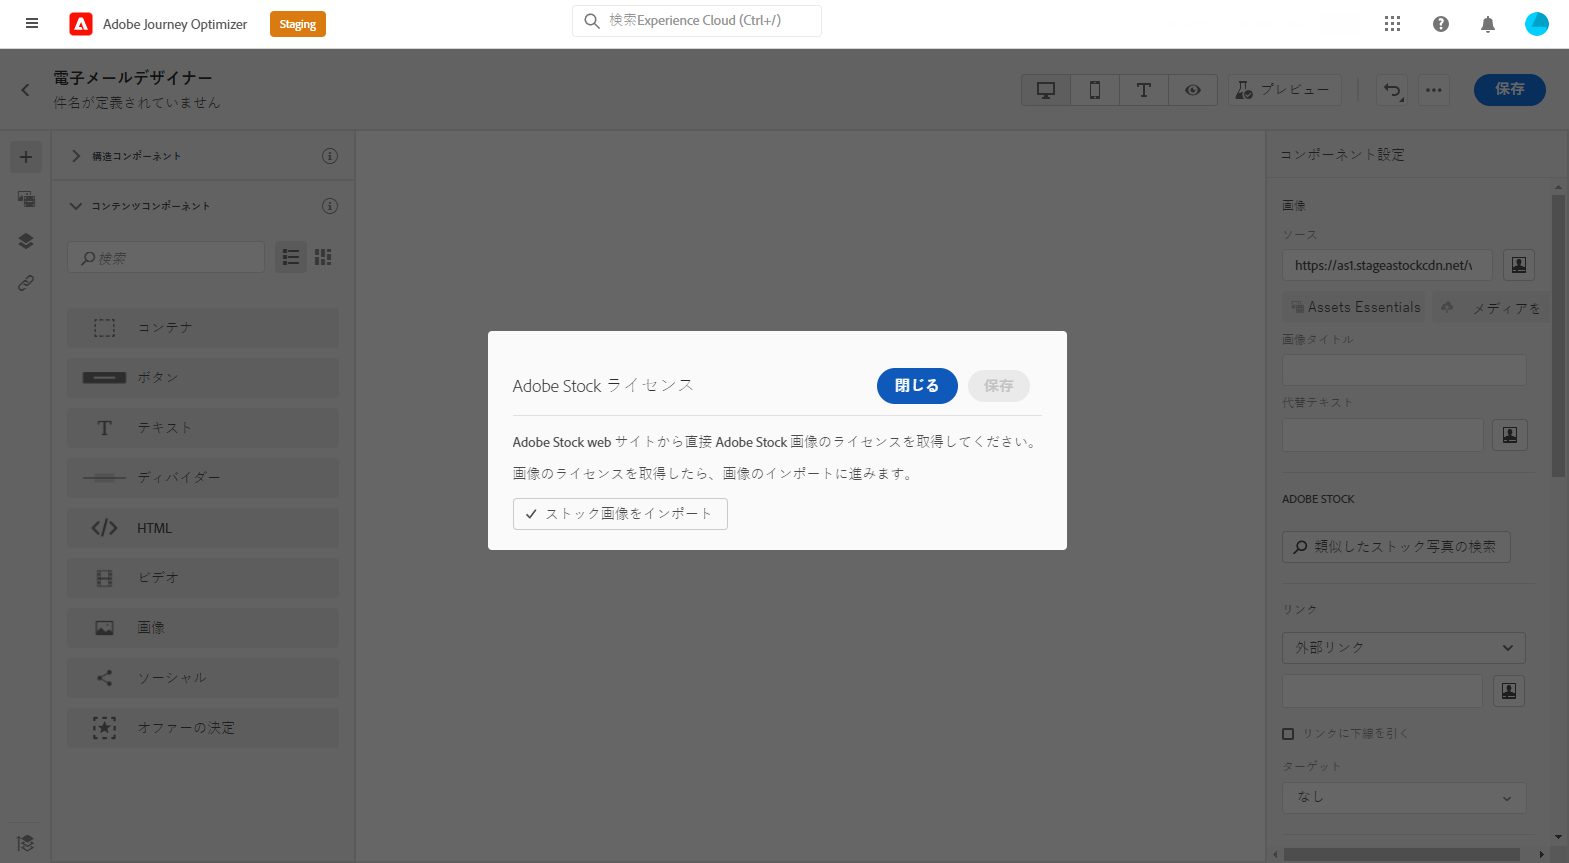 Adobe Journey Optimizer
Staging
検索Experience Cloud (Ctrl+/)
電子メールデザイナー
件名が定義されていません
プレビュー
保存
構造コンポーネント
コンテンツコンポーネント
検索
コンテナ
ボタン
テキスト
ディバイダー
HTML
ビデオ
画像
ソーシャル
オファーの決定
Adobe Stock ライセンス
閉じる
保存
Adobe Stock web サイトから直接 Adobe Stock 画像のライセンスを取得してください。
画像のライセンスを取得したら、画像のインポートに進みます。
ストック画像をインポート
コンポーネント設定
画像
ソース
https://as1.stageastockcdn.net/v
Assets Essentials
メディアを
画像タイトル
代替テキスト
ADOBE STOCK
類似したストック写真の検索
リンク
外部リンク
リンクに下線を引く
ターゲット
なし